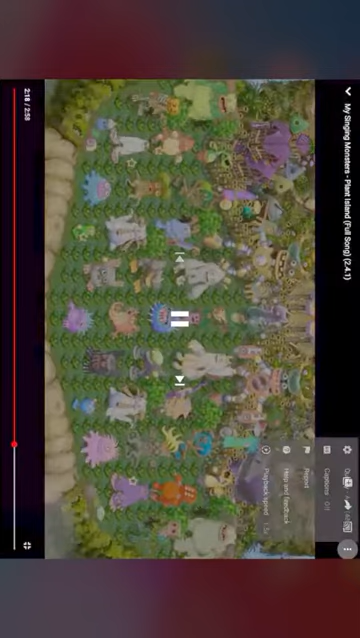 My Singing Monsters - Plant Island (Full Song) (2.4.1)
Captions Off
Report
Help and feedback
Playback speed
2:18 / 2:58